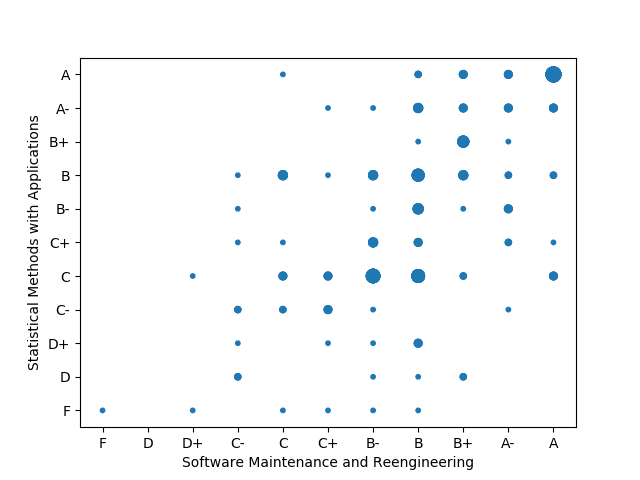 A
A-
B+
B
B-
C+
C
C-
D+
D
F
Statistical Methods with Applications
F D D+ C- C C+ B- B B+ A- A
Software Maintenance and Reengineering